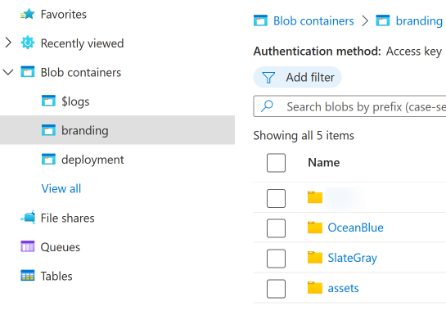 Favorites
Recently viewed
Blob containers
$logs
branding
deployment
View all
File shares
Queues
Tables
Blob containers > branding
Authentication method: Access key
Add filter
Search blobs by prefix (case-se
Showing all 5 items
Name
OceanBlue
SlateGray
assets